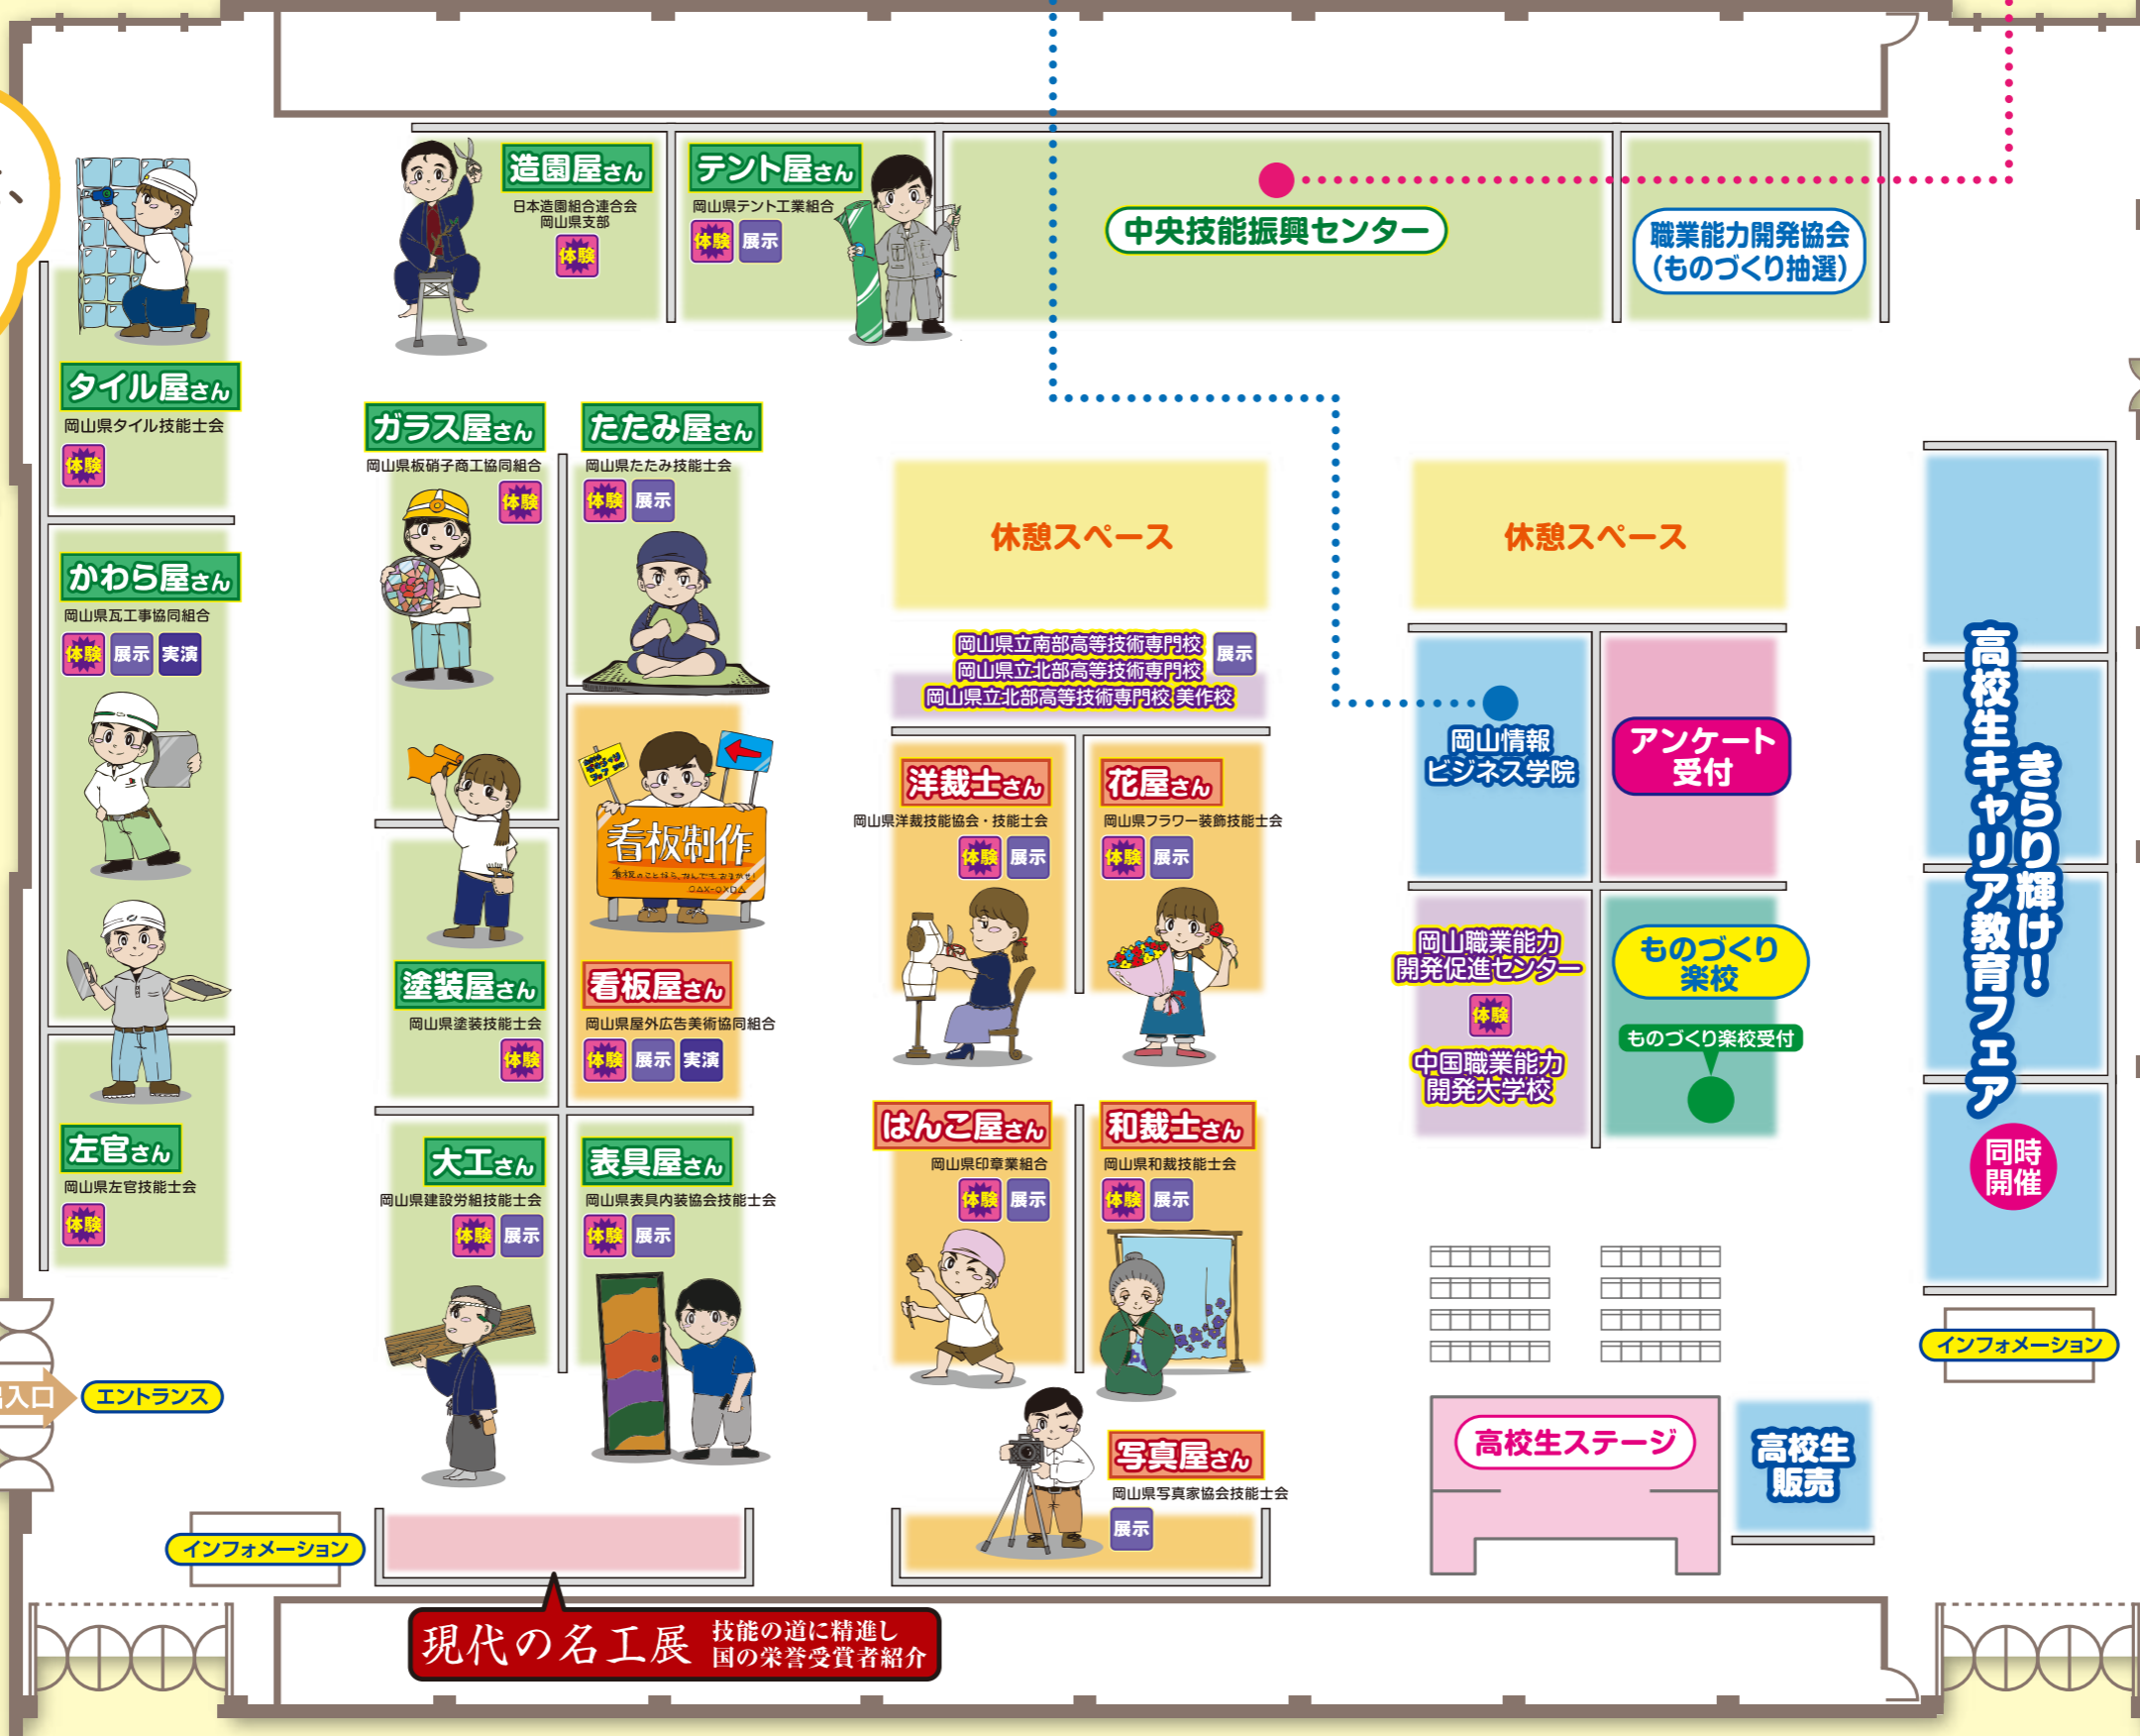 造園屋さん
日本造園組合連合会
岡山県支部
体験
テント屋さん
岡山県テント工業組合
体験 展示
中央技能振興センター
職業能力開発協会
（ものづくり抽選）
タイル屋さん
岡山県タイル技能士会
体験
かわら屋さん
岡山県瓦工事協同組合
体験 展示 実演
左官さん
岡山県左官技能士会
体験
ガラス屋さん
岡山県板硝子商工協同組合
体験
たたみ屋さん
岡山県たたみ技能士会
体験 展示
看板制作
看板のことなら、なんでもおまかせ!
○△×-○×□△
塗装屋さん
岡山県塗装技能士会
体験
看板屋さん
岡山県屋外広告美術協同組合
体験 展示 実演
大工さん
岡山県建設労組技能士会
体験 展示
表具屋さん
岡山県表具内装協会技能士会
体験 展示
休憩スペース
休憩スペース
岡山県立南部高等技術専門校
岡山県立北部高等技術専門校
岡山県立北部高等技術専門校 美作校
展示
洋裁士さん
岡山県洋裁技能協会・技能士会
体験 展示
花屋さん
岡山県フラワー装飾技能士会
体験 展示
はんこ屋さん
岡山県印章業組合
体験 展示
和裁士さん
岡山県和裁技能士会
体験 展示
写真屋さん
岡山県写真家協会技能士会
展示
岡山情報
ビジネス学院
アンケート
受付
岡山職業能力
開発促進センター
体験
中国職業能力
開発大学校
ものづくり
楽校
ものづくり楽校受付
きらり輝け！
高校生キャリア教育フェア
同時
開催
インフォメーション
高校生ステージ
高校生
販売
入口
エントランス
インフォメーション
現代の名工展
技能の道に精進し
国の栄誉受賞者紹介